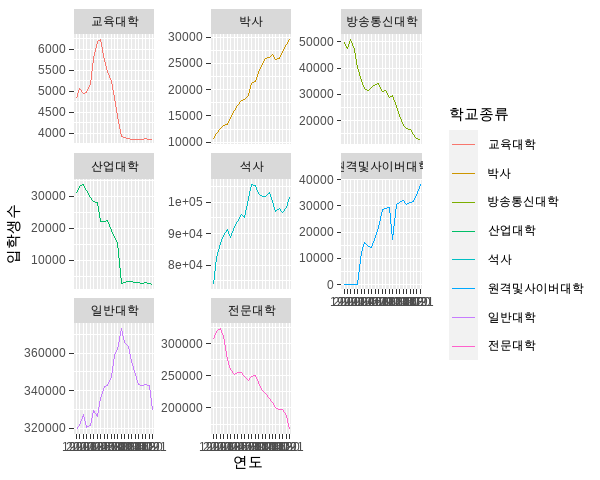 교육대학
박사
방송통신대학
6000
5500
5000
4500
4000
30000
25000
20000
15000
10000
50000
40000
30000
20000
산업대학
석사
원격및사이버대학
30000
20000
10000
1e+05
9e+04
8e+04
40000
30000
20000
10000
0
일반대학
전문대학
360000
340000
320000
300000
250000
200000
입학생수
연도
학교종류
교육대학
박사
방송통신대학
산업대학
석사
원격및사이버대학
일반대학
전문대학